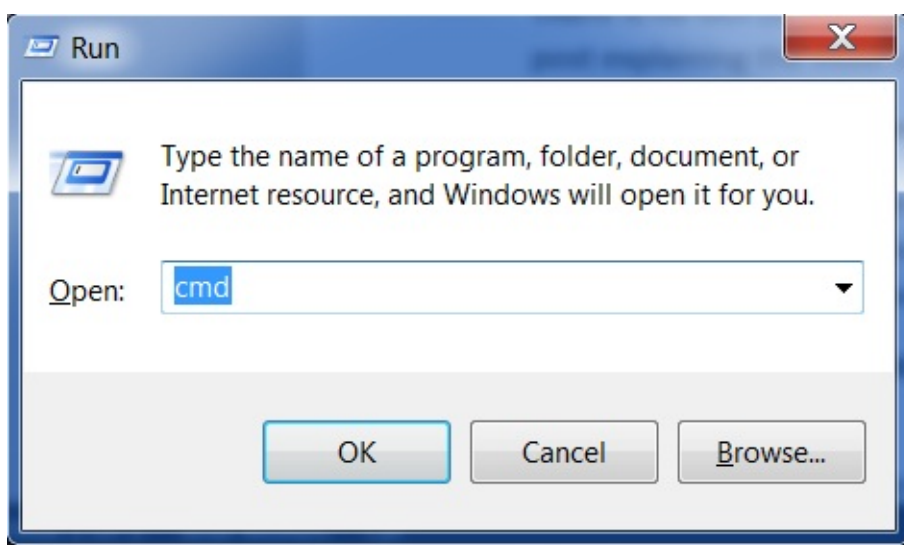 Run
Type the name of a program, folder, document, or
Internet resource, and Windows will open it for you.
Open: cmd
OK Cancel Browse...